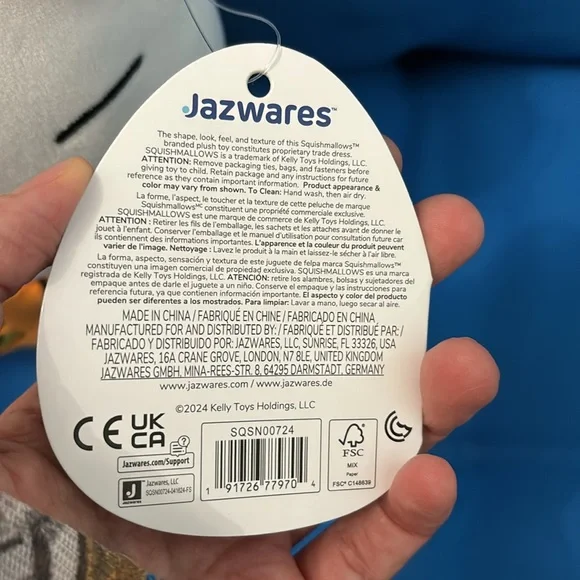 Jazwares™
The shape, look, feel, and texture of this Squishmallows™
branded plush toy constitutes proprietary trade dress.
SQUISHMALLOWS is a trademark of Kelly Toys Holdings, LLC.
ATTENTION: Remove packaging ties, bags, and fasteners before
giving toy to child. Retain package and any instructions for future
reference as they contain important information. Product appearance &
color may vary from shown. To Clean: Hand wash, then air dry.
La forme, l'aspect, le toucher et la texture de cette peluche de marque
Squishmallows MC constituent une propriété commerciale exclusive.
SQUISHMALLOWS est une marque de commerce de Kelly Toys Holdings, LLC.
ATTENTION : Retirer les fils de l'emballage, les sachets et les attaches avant de donner le
jouet à l'enfant. Conserver l'emballage et le manuel d'utilisation pour consultation future car
ils contiennent des informations importantes. L'apparence et la couleur du produit peuvent
varier de l'image. Nettoyage : Lavez le produit à la main et laissez-le sécher à l'air libre.
La forma, aspecto, sensación y textura de este juguete de felpa marca Squishmallows™
constituyen una imagen comercial de propiedad exclusiva. SQUISHMALLOWS es una marca
registrada de Kelly Toys Holdings, LLC. ATENCIÓN: retire los alambres, bolsas y sujetadores del
empaque antes de darle el juguete a un niño. Conserve el empaque y las instrucciones para
referencia futura, ya que contienen información importante. El aspecto y color del producto
pueden ser diferentes a los mostrados. Para limpiar: Lavar a mano, luego secar al aire.
MADE IN CHINA / FABRIQUÉ EN CHINE / FABRICADO EN CHINA
MANUFACTURED FOR AND DISTRIBUTED BY: / FABRIQUÉ ET DISTRIBUÉ PAR: /
FABRICADO Y DISTRIBUIDO POR: JAZWARES, LLC, SUNRISE, FL 33326, USA
JAZWARES, 16A CRANE GROVE, LONDON, N7 8LE, UNITED KINGDOM
JAZWARES GMBH, MINA-REES-STR. 8, 64295 DARMSTADT, GERMANY
www.jazwares.com / www.jazwares.de
©2024 Kelly Toys Holdings, LLC
CE UK
CA
Jazwares.com/Support
Jazwares, LLC
SQSN00724-041824-FS
Jazwares
SQSN00724
1 91726 77970 4
FSC
MIX
Paper
FSC® C148639